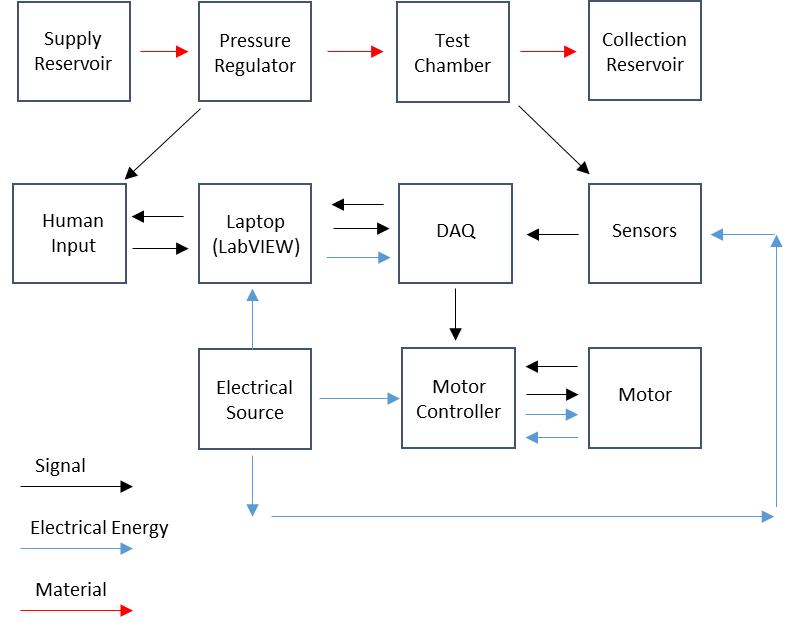 Supply
Reservoir
Pressure
Regulator
Test
Chamber
Collection
Reservoir
Human
Input
Laptop
(LabVIEW)
DAQ
Sensors
Electrical
Source
Motor
Controller
Motor
Signal
Electrical Energy
Material